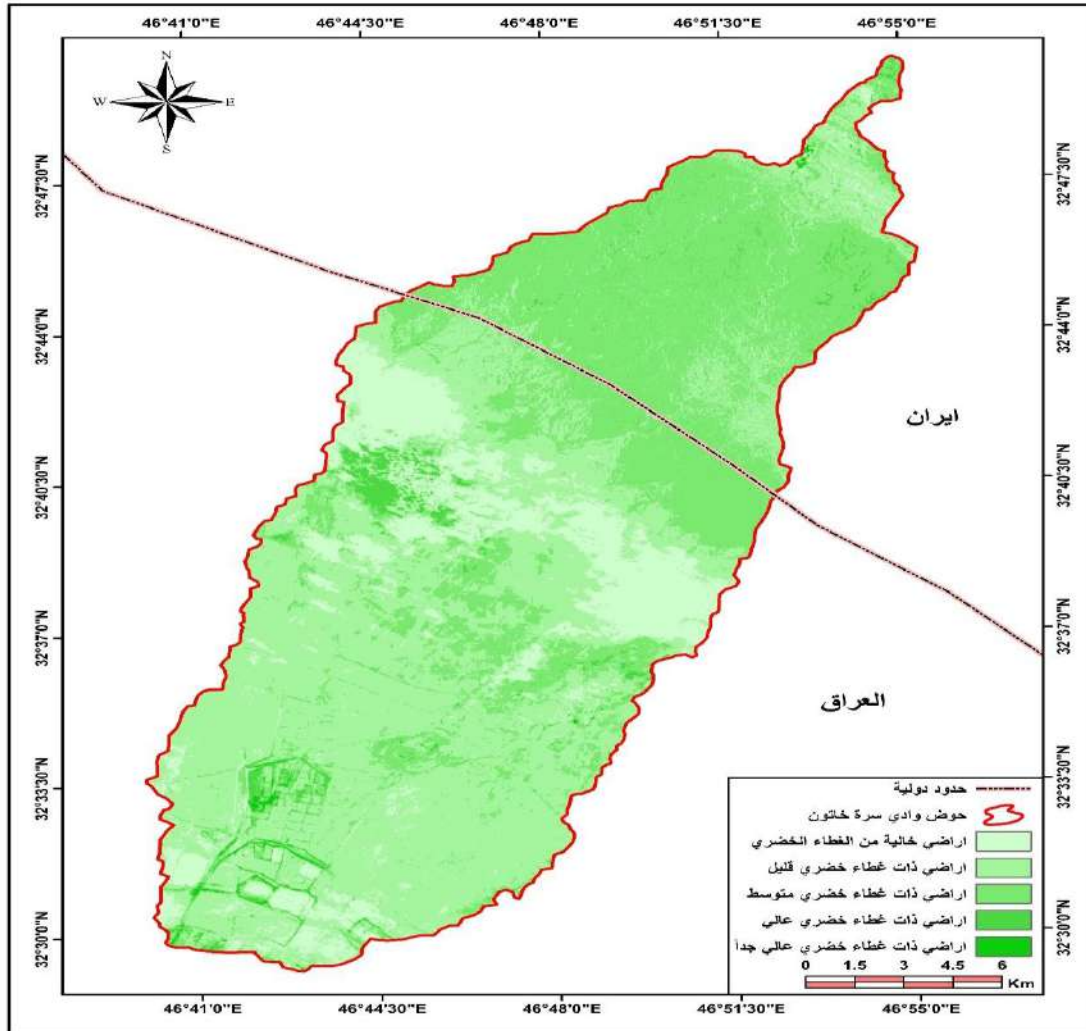 46°41'0"E 46°44'30"E 46°48'0"E 46°51'30"E 46°55'0"E
N
W E
S
32°47'30"N 32°47'30"N
32°44'0"N 32°44'0"N
ايران
32°40'30"N 32°40'30"N
32°37'0"N 32°37'0"N
العراق
32°33'30"N 32°33'30"N
حدود دولية
حوض وادي سرة خاتون
اراضي خالية من الغطاء الخضري
اراضي ذات غطاء خضري قليل
اراضي ذات غطاء خضري متوسط
اراضي ذات غطاء خضري عالي
اراضي ذات غطاء خضري عالي جداً
32°30'0"N 32°30'0"N
0 1.5 3 4.5 6
Km
46°41'0"E 46°44'30"E 46°48'0"E 46°51'30"E 46°55'0"E